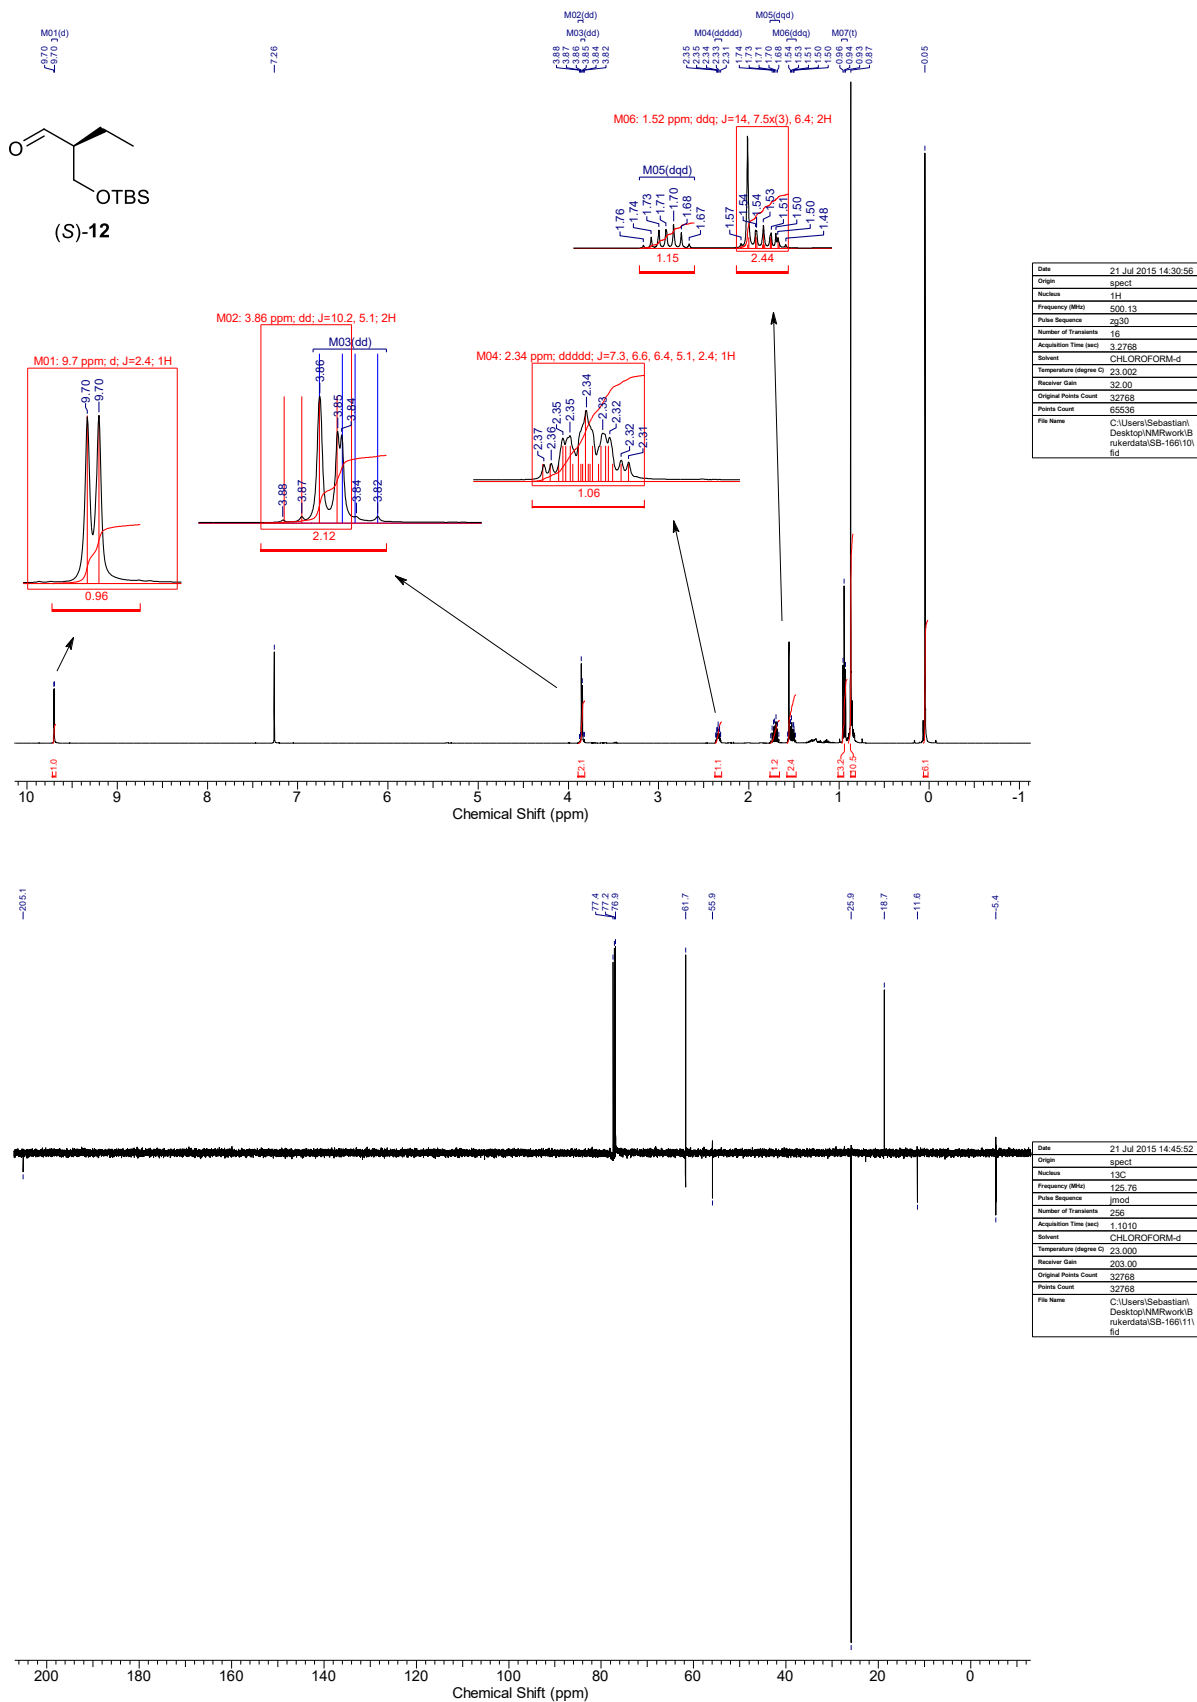 M01(d)
9.70
9.70
7.26
M02(dd)
M03(dd)
3.88
3.87
3.86
3.85
3.84
3.82
M04(ddddd)
2.35
2.35
2.34
2.33
2.31
M05(dqd)
M06(ddq)
1.74
1.73
1.71
1.70
1.68
1.54
1.53
1.51
1.50
1.50
M07(t)
0.96
0.94
0.93
0.87
0.05
O
OTBS
(S)-12
M06: 1.52 ppm; ddq; J=14, 7.5x(3), 6.4; 2H
M05(dqd)
1.76
1.74
1.73
1.71
1.70
1.68
1.67
1.15
1.57
1.54
1.54
1.53
1.51
1.50
1.50
1.48
2.44
M02: 3.86 ppm; dd; J=10.2, 5.1; 2H
M03(dd)
3.88
3.87
3.86
3.85
3.84
3.84
3.82
2.12
M01: 9.7 ppm; d; J=2.4; 1H
9.70
9.70
0.96
M04: 2.34 ppm; ddddd; J=7.3, 6.6, 6.4, 5.1, 2.4; 1H
2.37
2.36
2.35
2.35
2.34
2.33
2.32
2.32
2.31
1.06
Date 21 Jul 2015 14:30:56
Origin spect
Nucleus 1H
Frequency (MHz) 500.13
Pulse Sequence zg30
Number of Transients 16
Acquisition Time (sec) 3.2768
Solvent CHLOROFORM-d
Temperature (degree C) 23.002
Receiver Gain 32.00
Original Points Count 32768
Points Count 65536
File Name C:\Users\Sebastian\
Desktop\NMRwork\B
rukerdata\SB-166\10\
fid
1.0
2.1
1.1
1.2
2.4
3.2
10.5
6.1
10 9 8 7 6 5 4 3 2 1 0 -1
Chemical Shift (ppm)
205.1
77.4
77.2
76.9
61.7
55.9
25.9
18.7
11.6
-5.4
Date 21 Jul 2015 14:45:52
Origin spect
Nucleus 13C
Frequency (MHz) 125.76
Pulse Sequence jmod
Number of Transients 256
Acquisition Time (sec) 1.1010
Solvent CHLOROFORM-d
Temperature (degree C) 23.000
Receiver Gain 203.00
Original Points Count 32768
Points Count 32768
File Name C:\Users\Sebastian\
Desktop\NMRwork\B
rukerdata\SB-166\11\
fid
200 180 160 140 120 100 80 60 40 20 0
Chemical Shift (ppm)